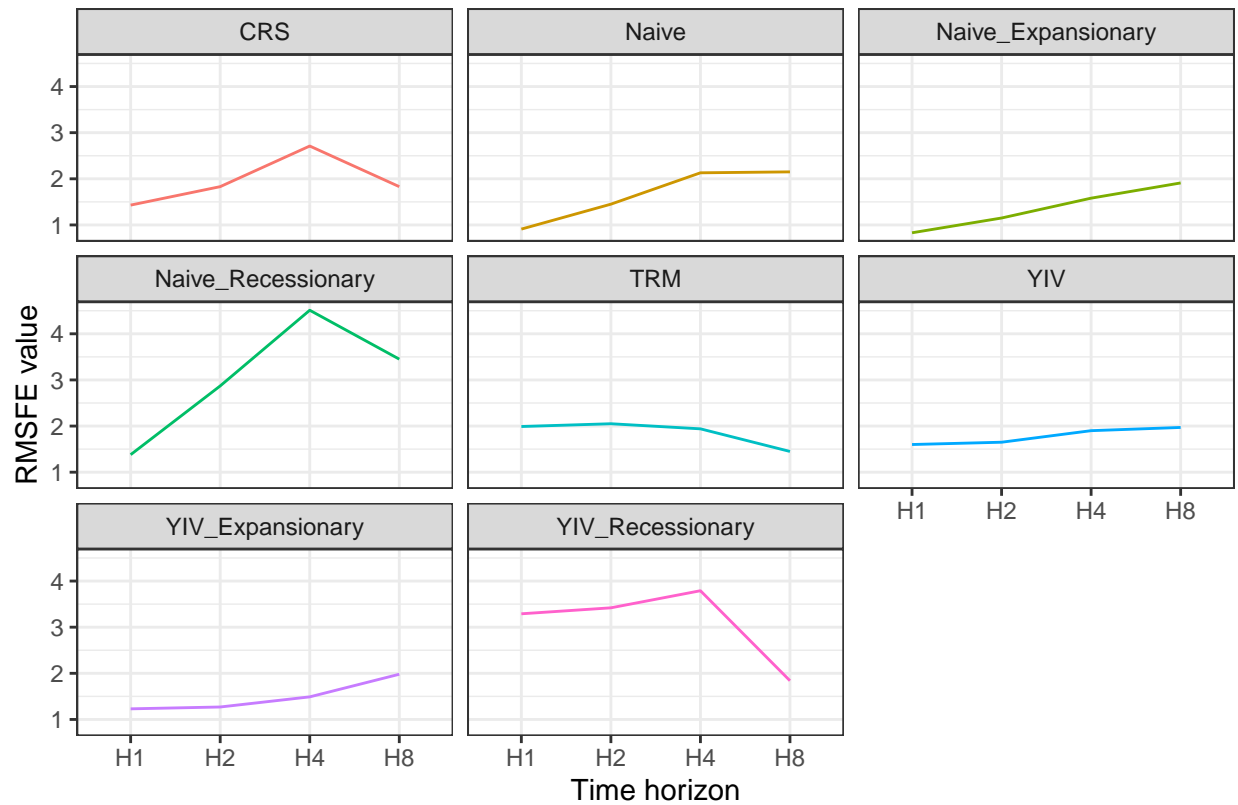 CRS Naive Naive_Expansionary
4
3
2
1
Naive_Recessionary TRM YIV
4
3
2
1
H1 H2 H4 H8
YIV_Expansionary YIV_Recessionary
4
3
2
1
H1 H2 H4 H8 H1 H2 H4 H8
Time horizon
RMSFE value